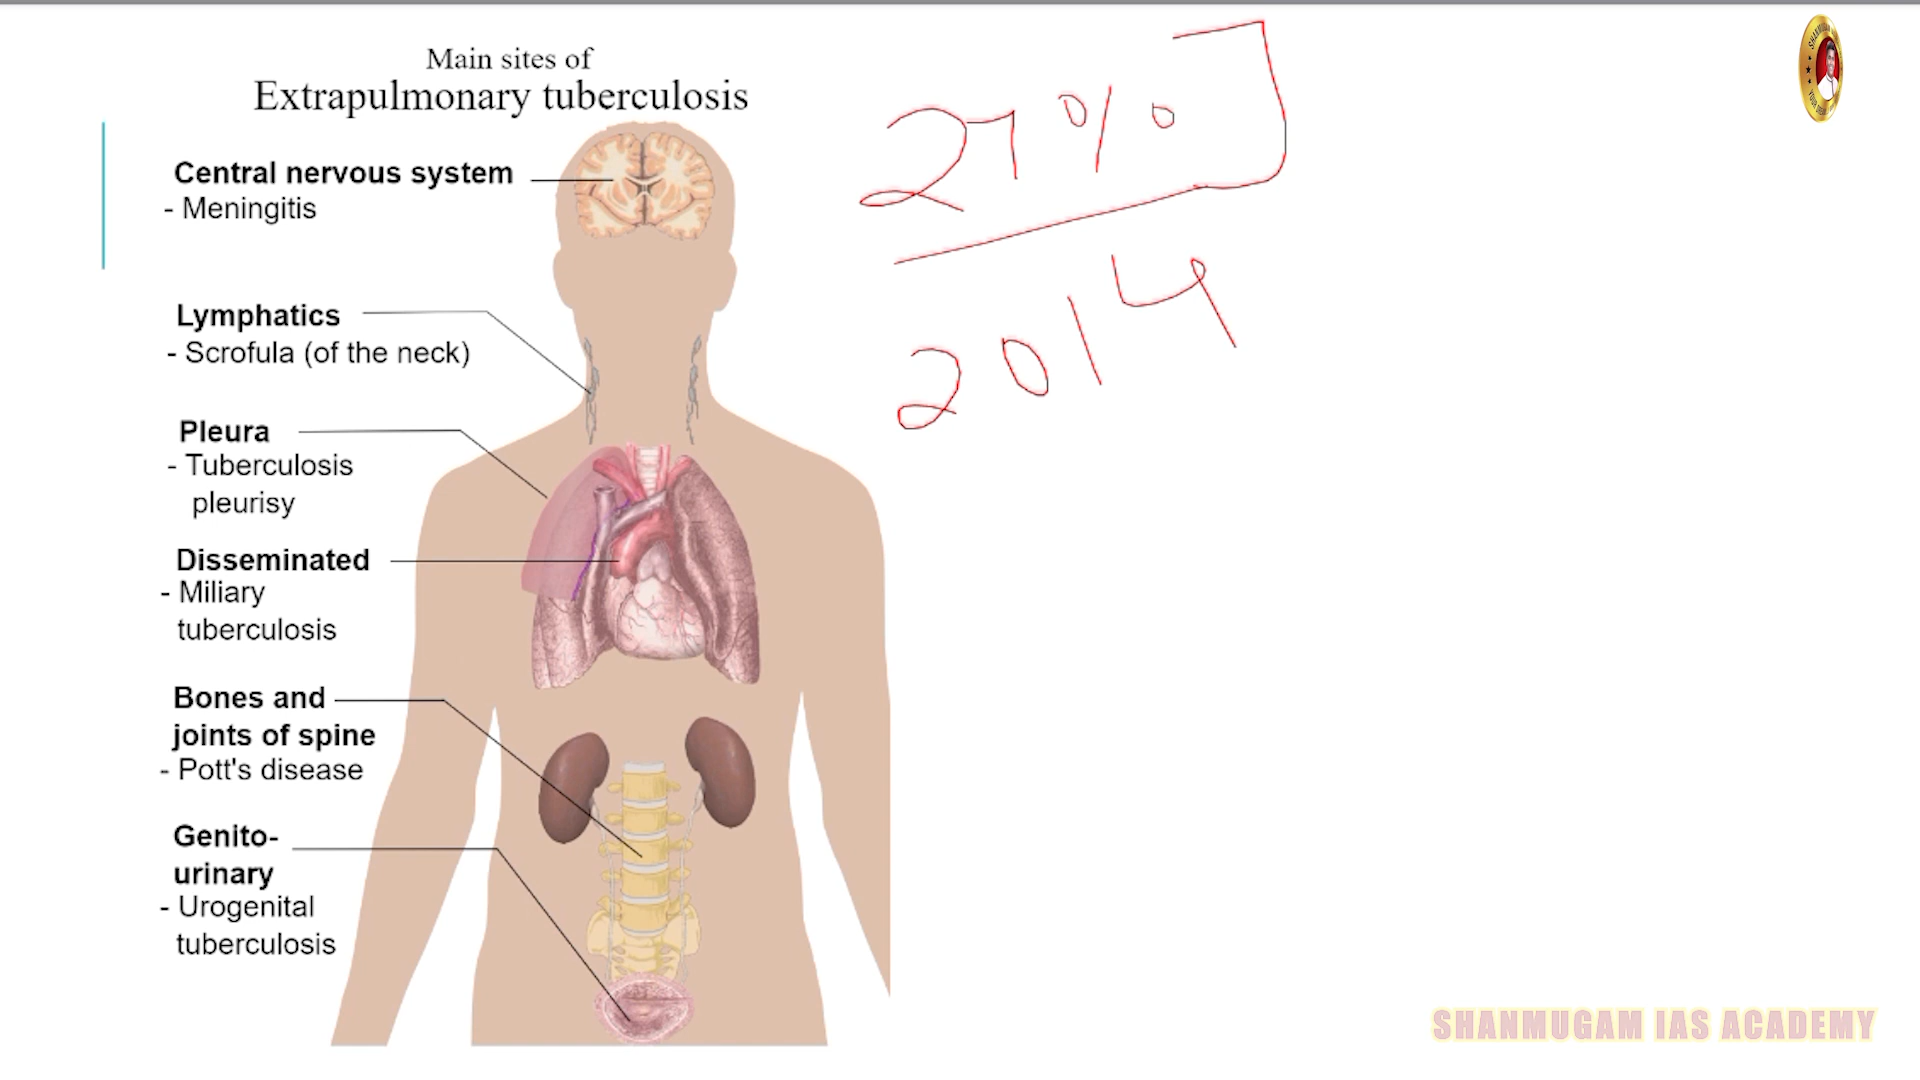 Main sites of
Extrapulmonary tuberculosis
Central nervous system
- Meningitis
Lymphatics
- Scrofula (of the neck)
Pleura
- Tuberculosis
pleurisy
Disseminated
- Miliary
tuberculosis
Bones and
joints of spine
- Pott's disease
Genito-
urinary
- Urogenital
tuberculosis
27%
2014
SHANMUGAM IAS ACADEMY